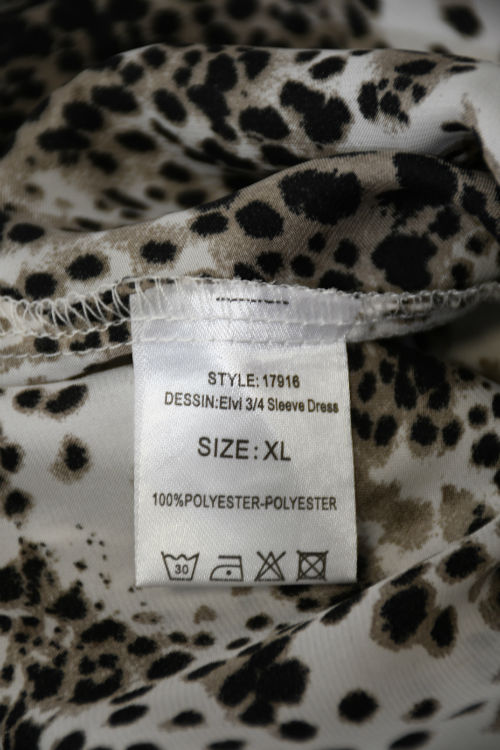 STYLE:17916
DESSIN:Elvi 3/4 Sleeve Dress
SIZE:XL
100%POLYESTER-POLYESTER
30